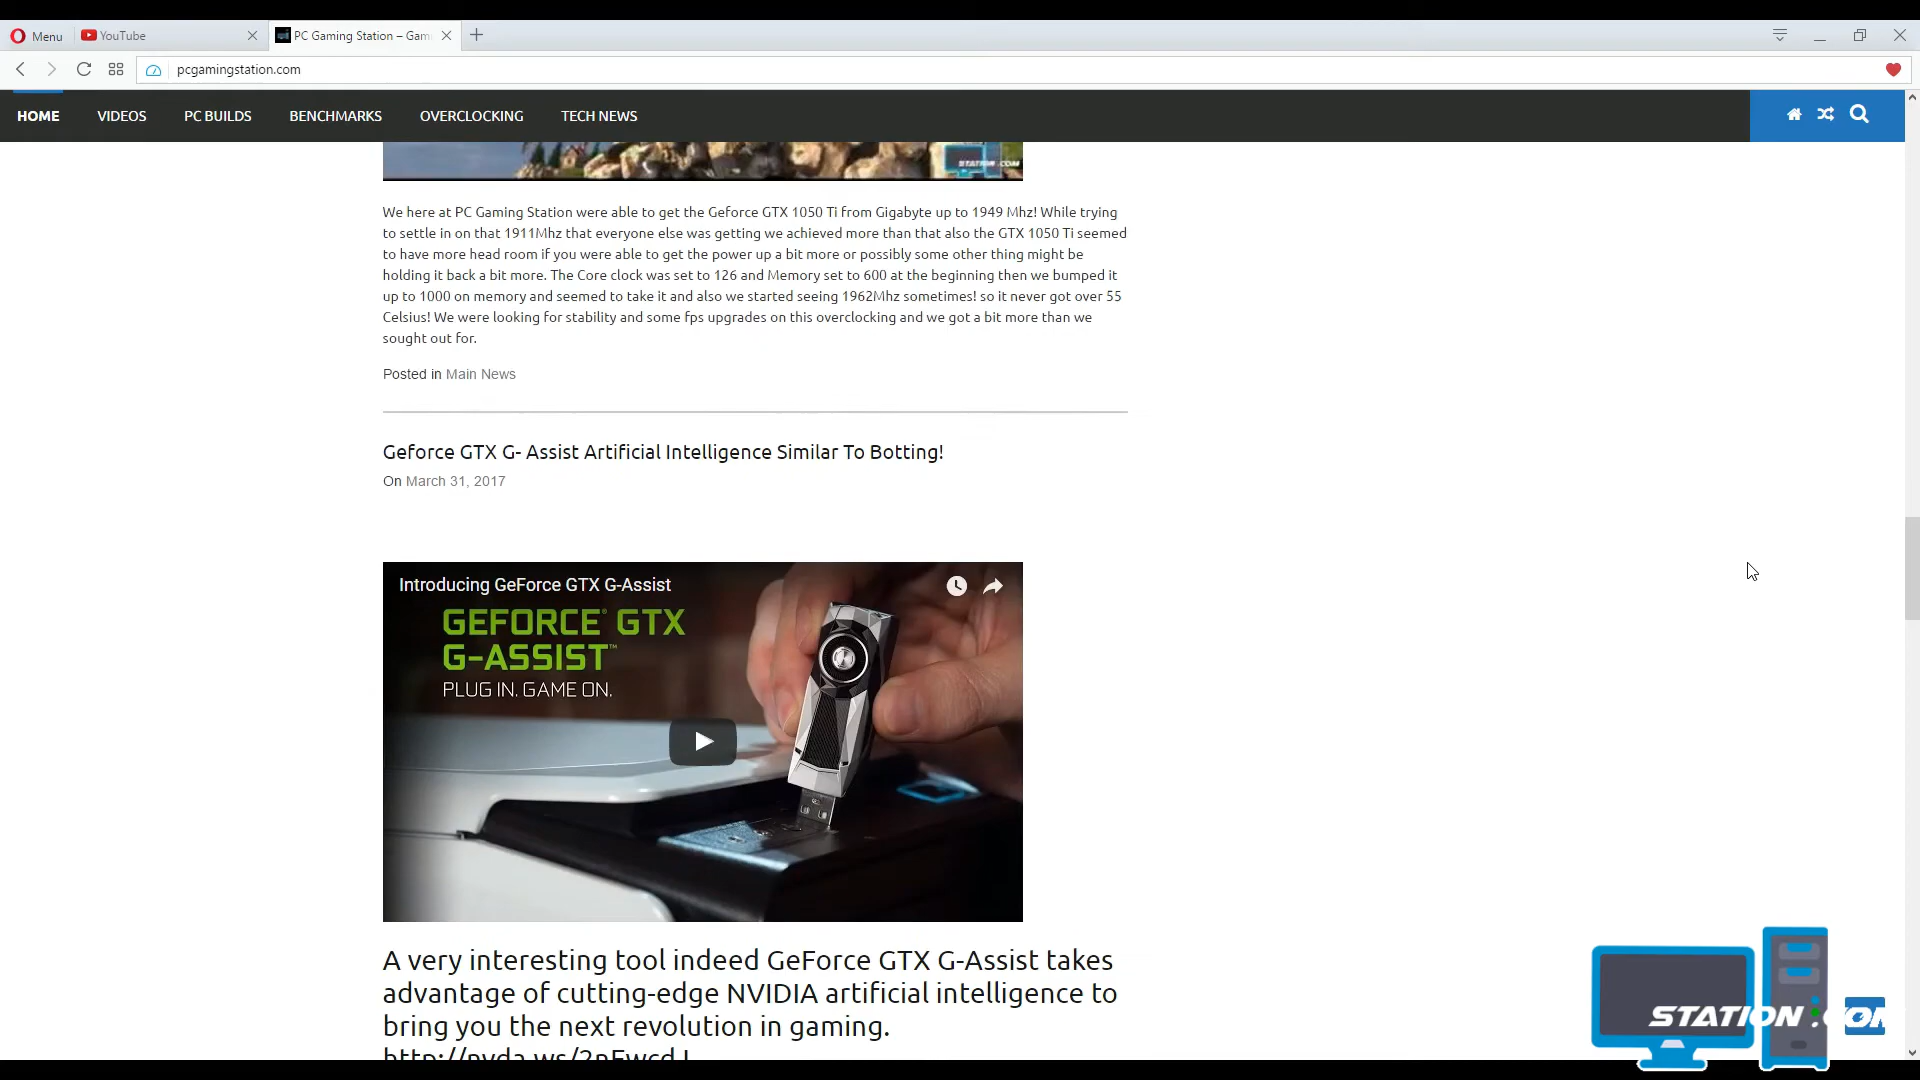 Menu
YouTube
PC Gaming Station – Gam
pcgamingstation.com
HOME
VIDEOS
PC BUILDS
BENCHMARKS
OVERCLOCKING
TECH NEWS
STATION.COM
We here at PC Gaming Station were able to get the Geforce GTX 1050 Ti from Gigabyte up to 1949 Mhz! While trying
to settle in on that 1911Mhz that everyone else was getting we achieved more than that also the GTX 1050 Ti seemed
to have more head room if you were able to get the power up a bit more or possibly some other thing might be
holding it back a bit more. The Core clock was set to 126 and Memory set to 600 at the beginning then we bumped it
up to 1000 on memory and seemed to take it and also we started seeing 1962Mhz sometimes! so it never got over 55
Celsius! We were looking for stability and some fps upgrades on this overclocking and we got a bit more than we
sought out for.
Posted in Main News
Geforce GTX G- Assist Artificial Intelligence Similar To Botting!
On March 31, 2017
Introducing GeForce GTX G-Assist
GEFORCE® GTX
G-ASSIST™
PLUG IN. GAME ON.
A very interesting tool indeed GeForce GTX G-Assist takes
advantage of cutting-edge NVIDIA artificial intelligence to
bring you the next revolution in gaming.
STATION.COM